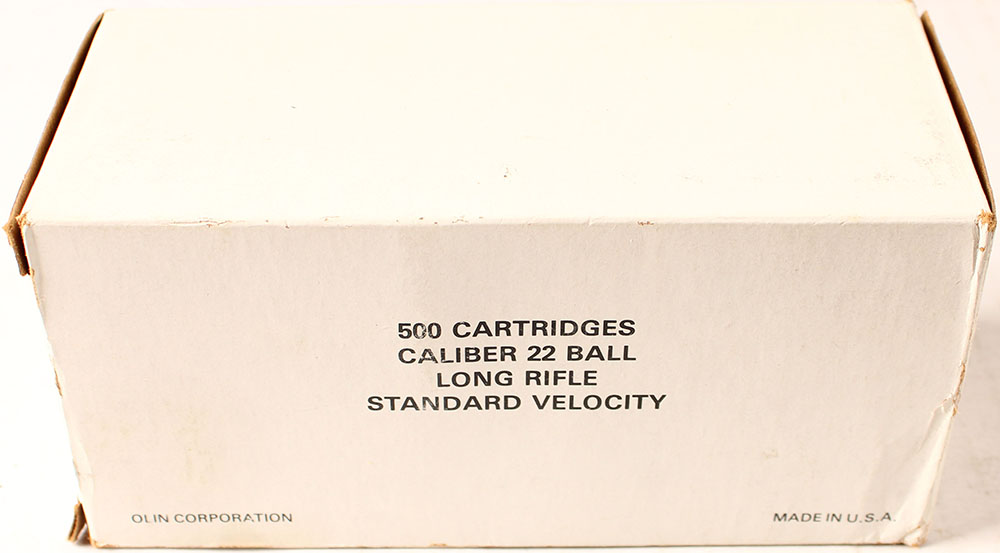 500 CARTRIDGES
CALIBER 22 BALL
LONG RIFLE
STANDARD VELOCITY
OLIN CORPORATION
MADE IN U.S.A.